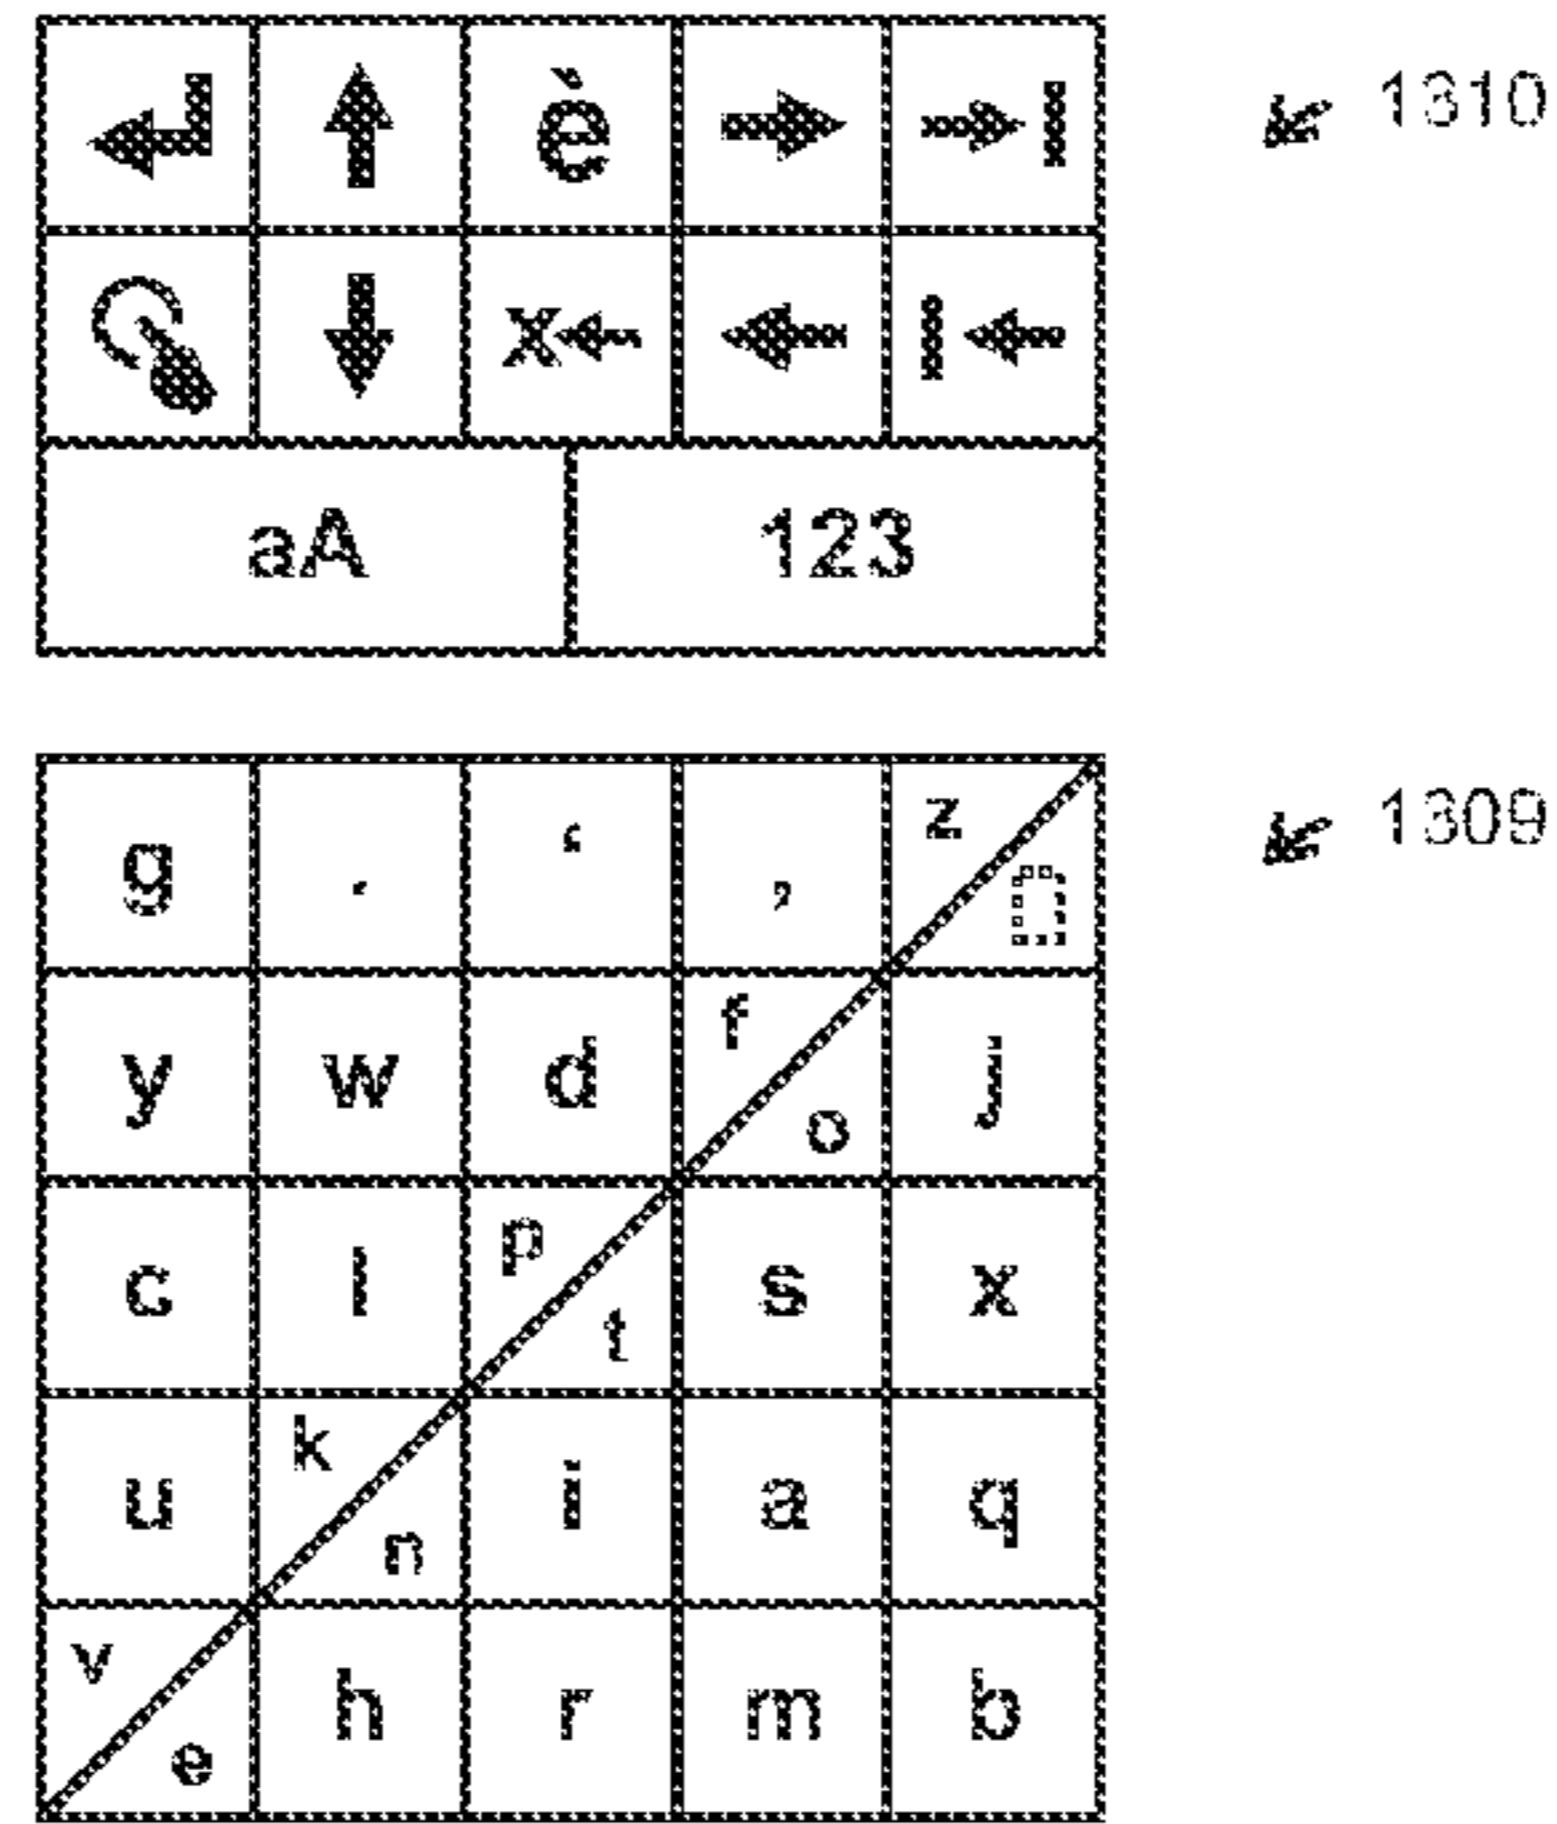 è 1310
x
aA 123
g . ‘ , z 1309
y w d f o j
c l p t s x
u k n i a q
v e h r m b